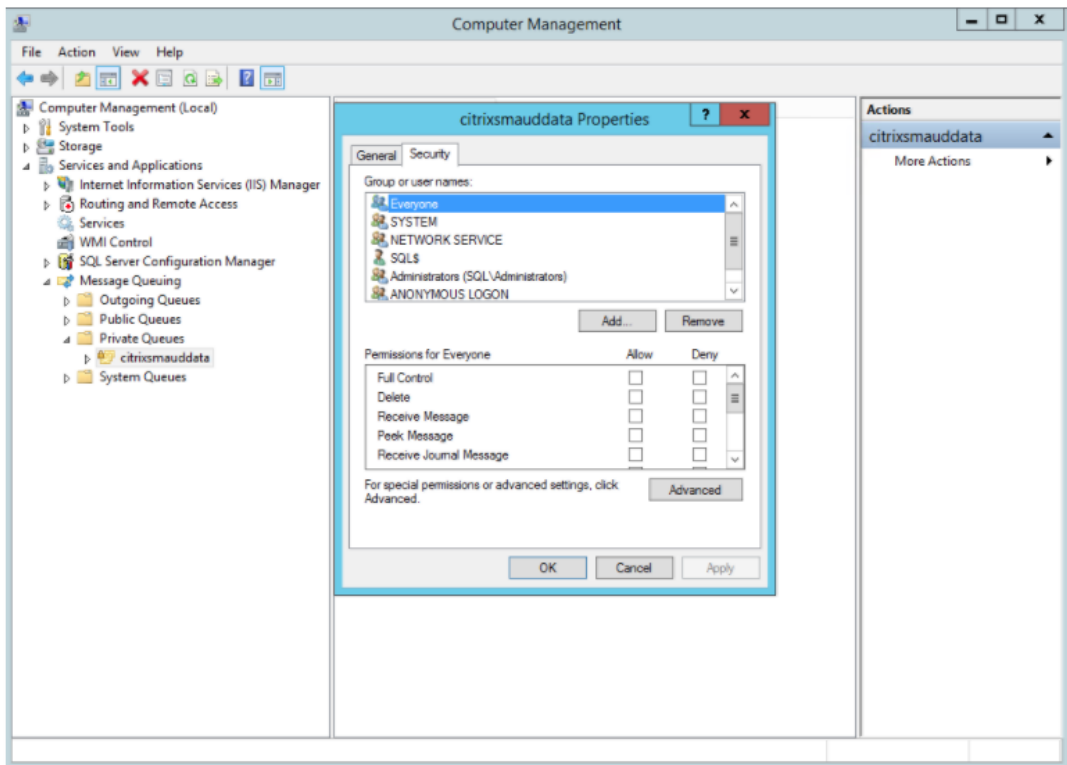 Computer Management
File Action View Help
Computer Management (Local)
System Tools
Storage
Services and Applications
Internet Information Services (IIS) Manager
Routing and Remote Access
Services
WMI Control
SQL Server Configuration Manager
Message Queuing
Outgoing Queues
Public Queues
Private Queues
citrixsmauddata
System Queues
citrixsmauddata Properties
? x
General Security
Group or user names:
Everyone
SYSTEM
NETWORK SERVICE
SQL$
Administrators (SQL\Administrators)
ANONYMOUS LOGON
Add... Remove
Permissions for Everyone Allow Deny
Full Control
Delete
Receive Message
Peek Message
Receive Journal Message
For special permissions or advanced settings, click
Advanced.
Advanced
OK Cancel Apply
Actions
citrixsmauddata
More Actions